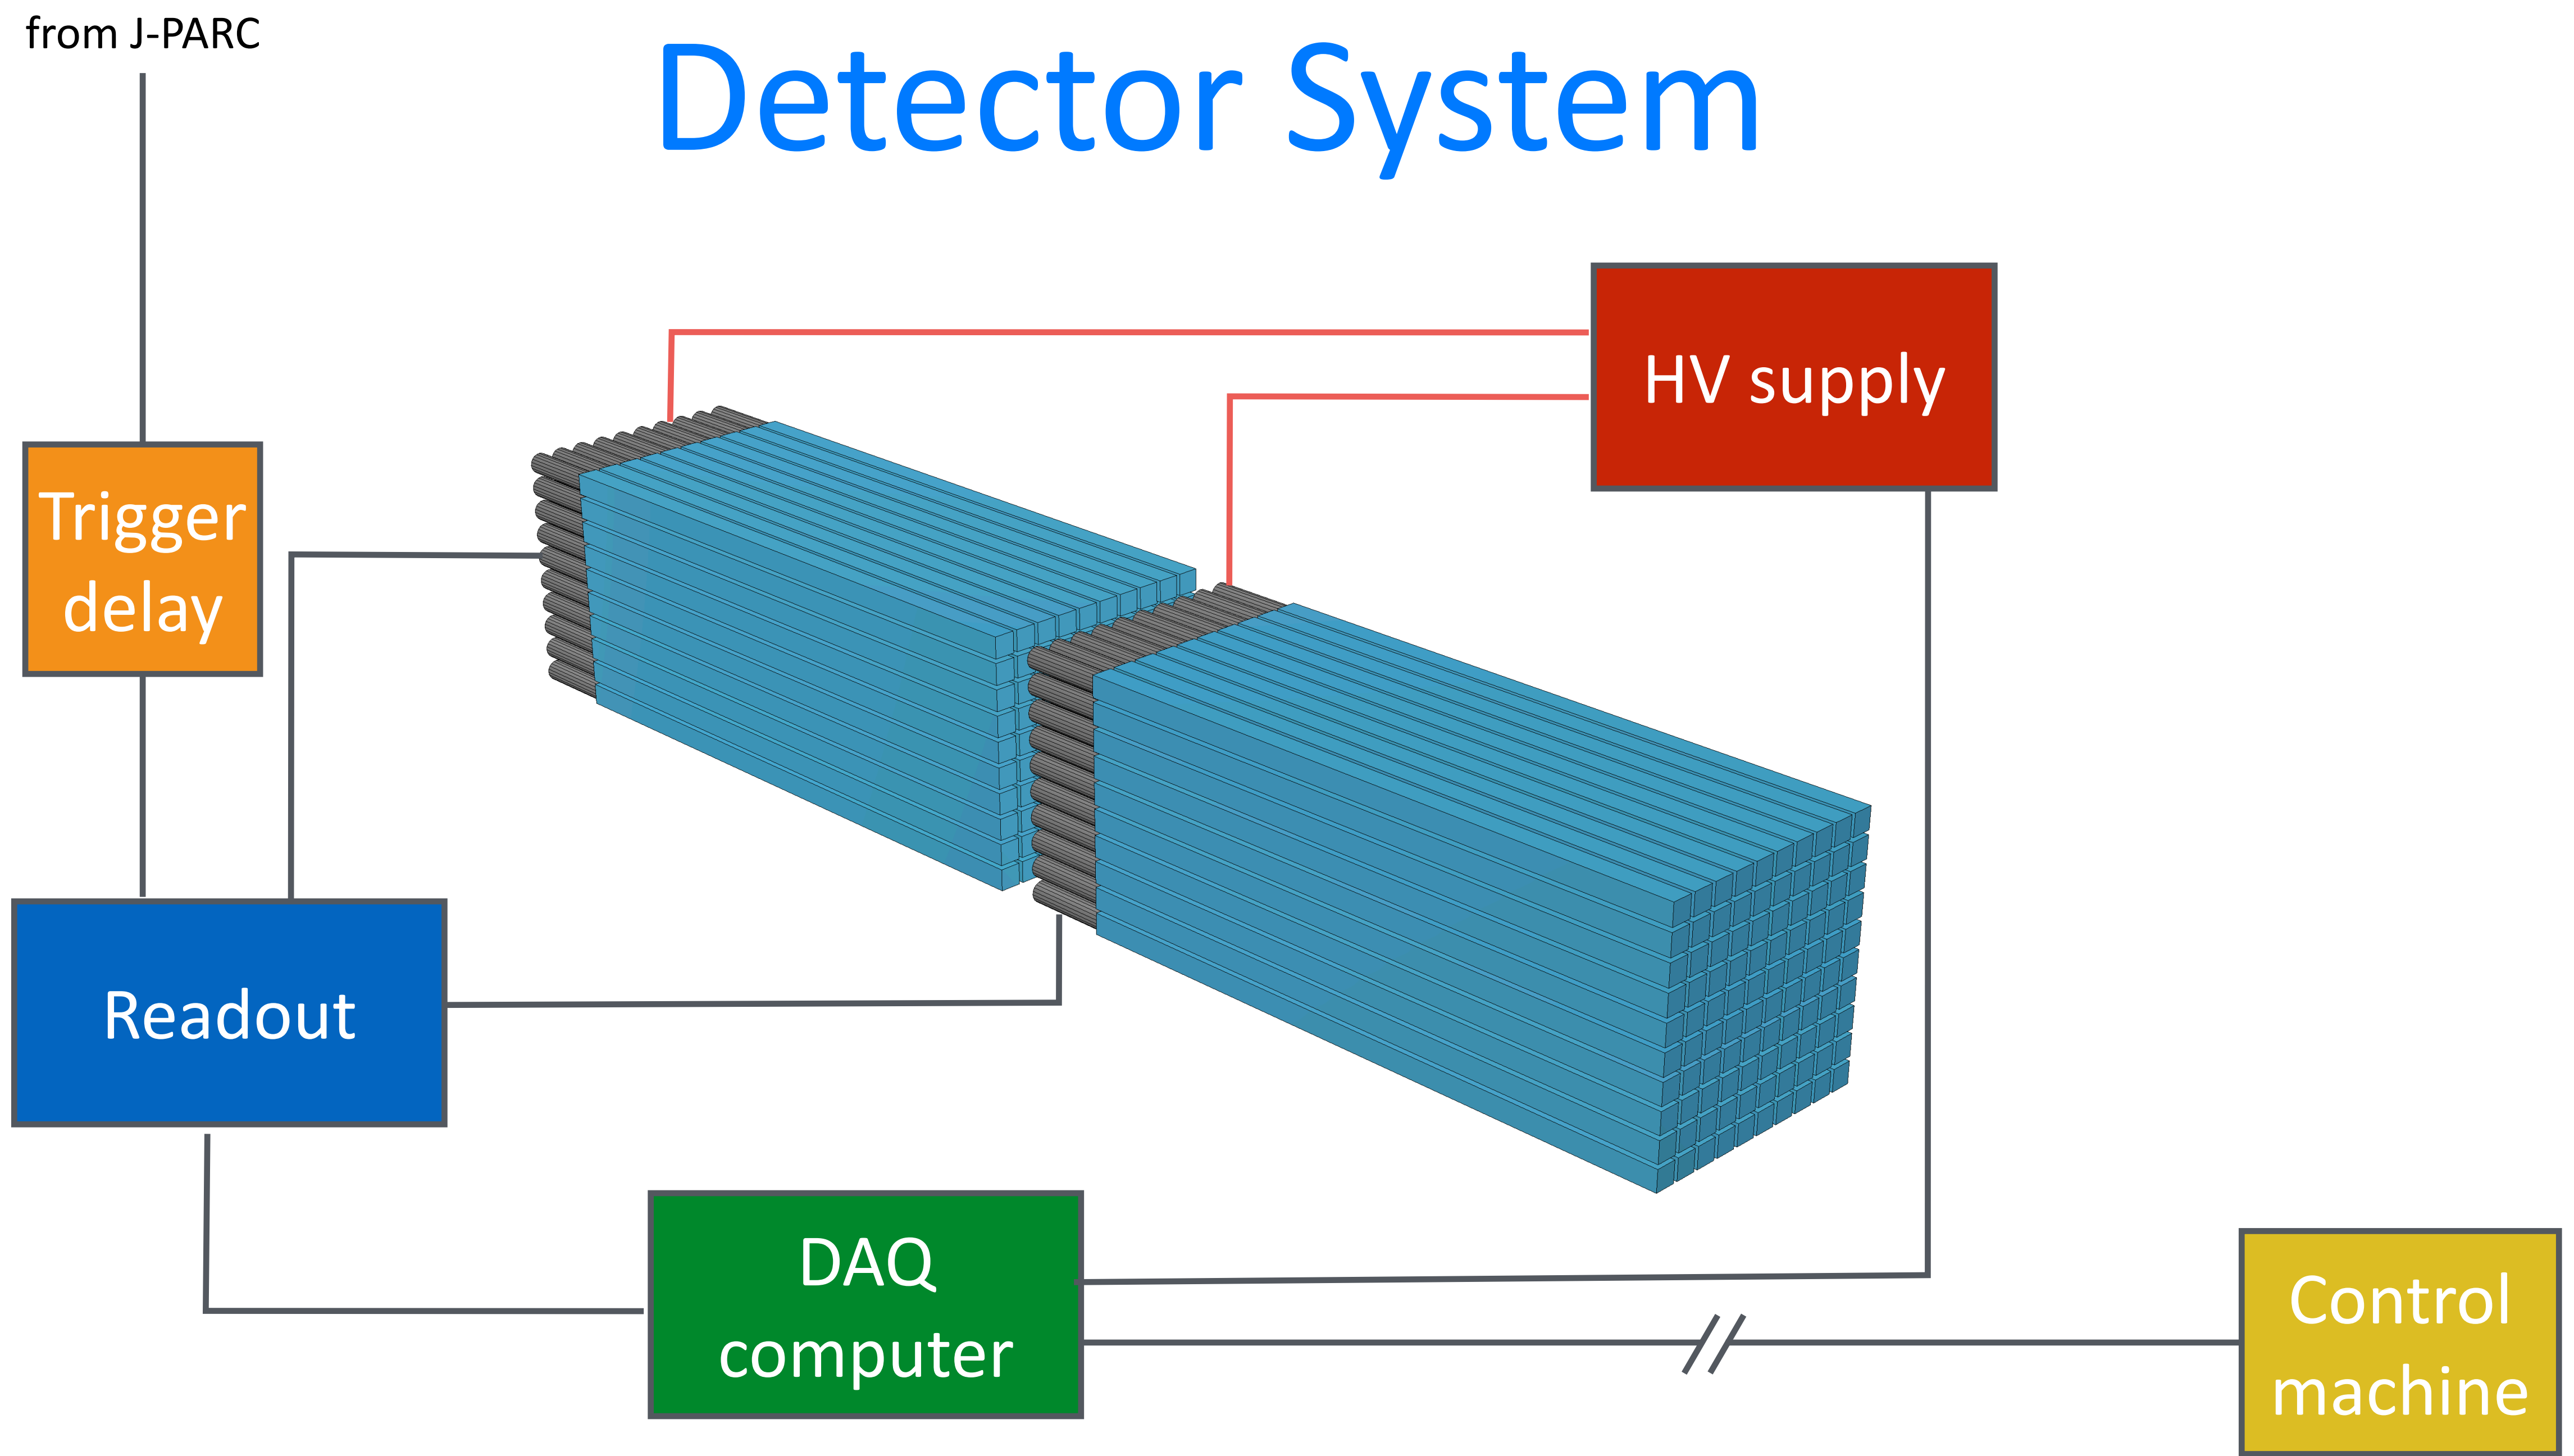 from J-PARC
Detector System
HV supply
Trigger
delay
Readout
DAQ
computer
Control
machine